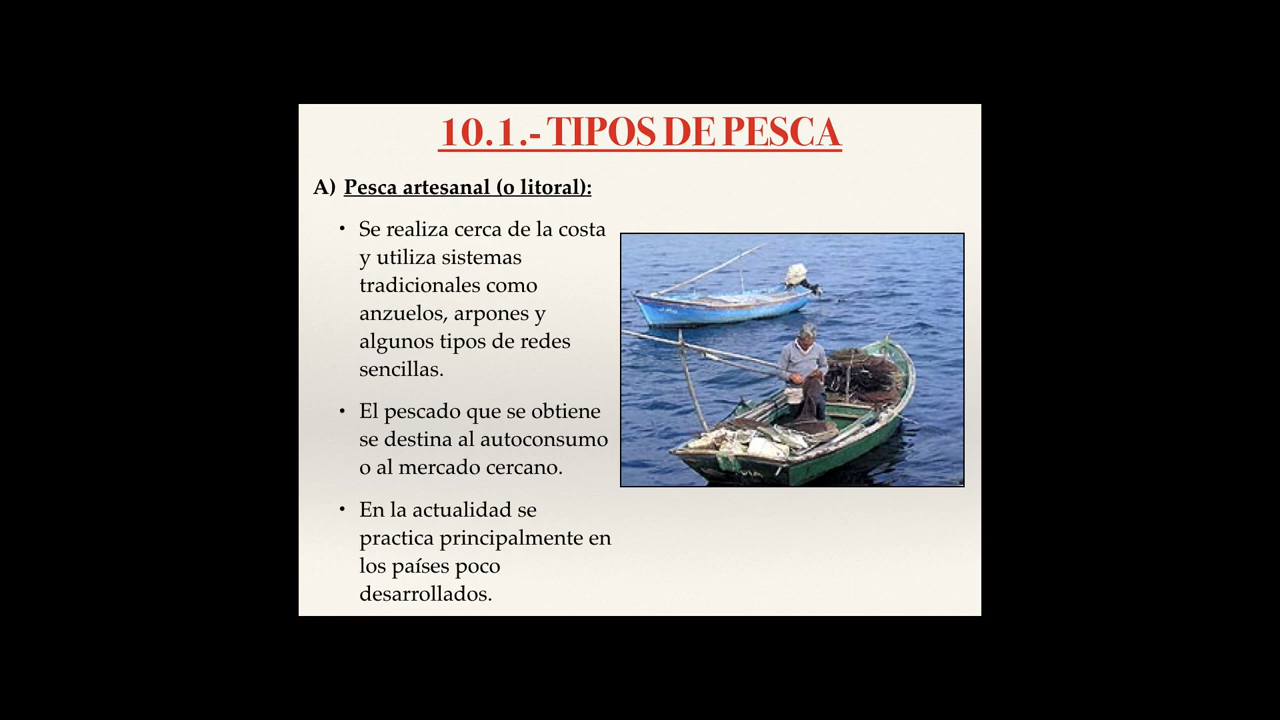 10.1.- TIPOS DE PESCA
A) Pesca artesanal (o litoral):
• Se realiza cerca de la costa
y utiliza sistemas
tradicionales como
anzuelos, arpones y
algunos tipos de redes
sencillas.
• El pescado que se obtiene
se destina al autoconsumo
o al mercado cercano.
• En la actualidad se
practica principalmente en
los países poco
desarrollados.